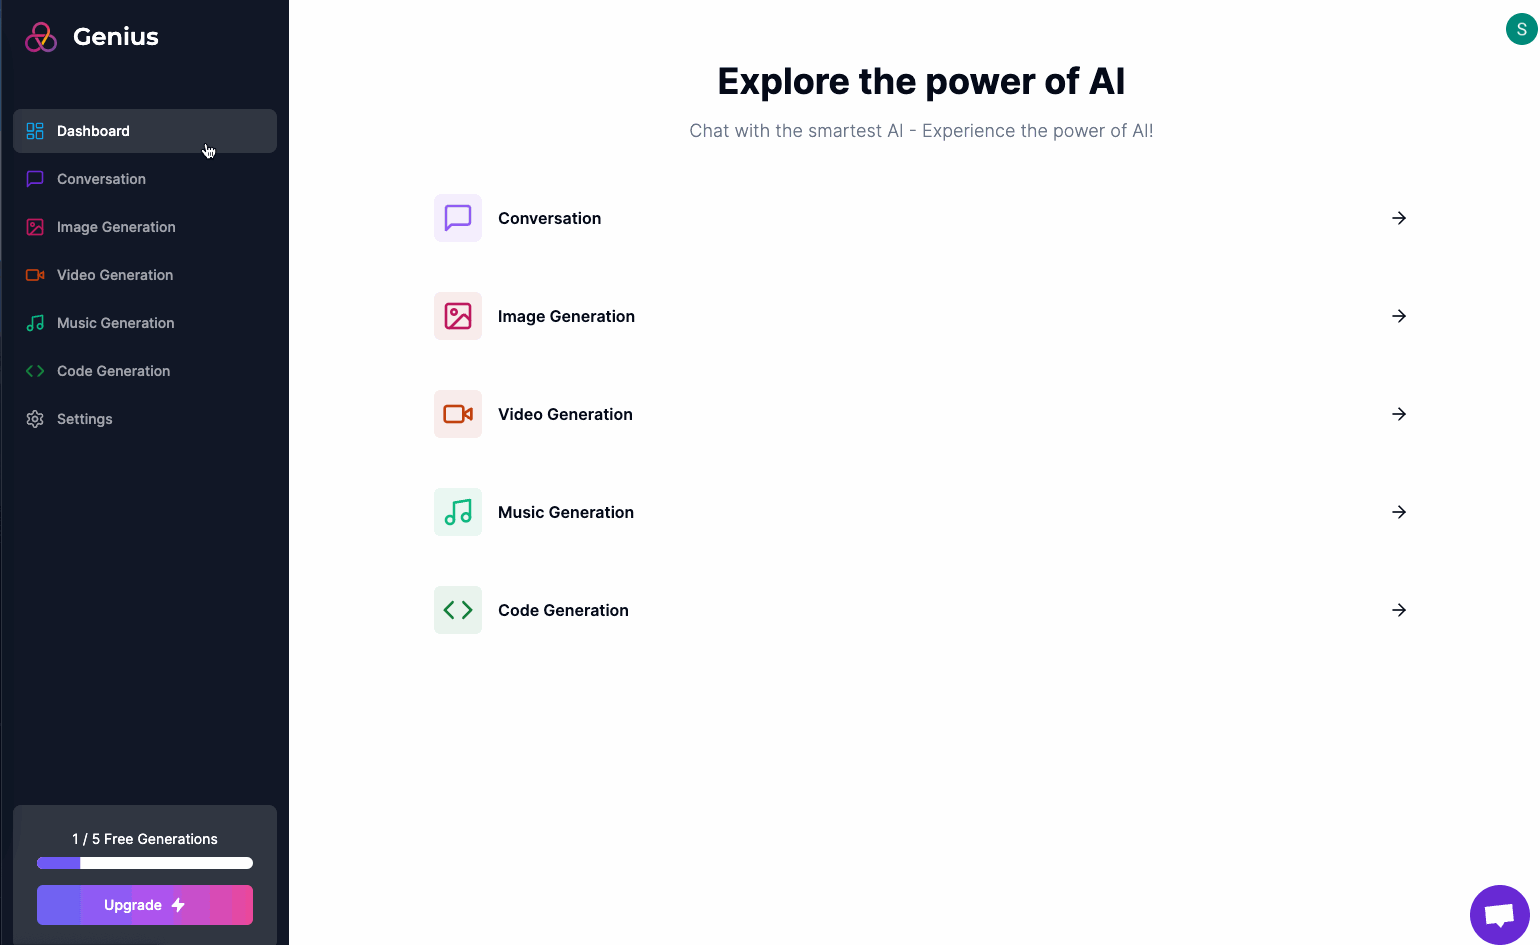 Genius
Dashboard
Conversation
Image Generation
Video Generation
Music Generation
Code Generation
Settings
1 / 5 Free Generations
Upgrade
S
Explore the power of AI
Chat with the smartest AI - Experience the power of AI!
Conversation
Image Generation
Video Generation
Music Generation
Code Generation